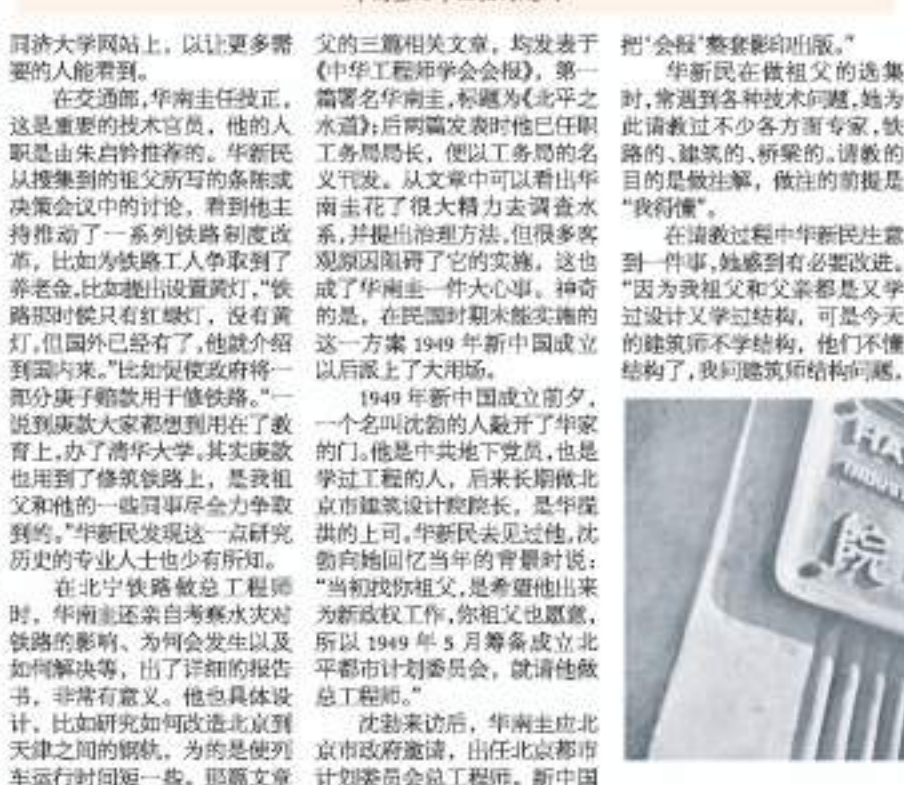 同济大学网站上，以让更多需
要的人能看到。
在交通部,华南圭任技正,
这是重要的技术官员，他的入
职是由朱启钤推荐的。华新民
从搜集到的祖父所写的条陈或
决策会议中的讨论，看到他主
持推动了一系列铁路制度改
革，比如为铁路工人争取到了
养老金,比如提出设置黄灯,“铁
路那时候只有红绿灯，没有黄
灯,但国外已经有了,他就介绍
到国内来。”比如促使政府将一
部分庚子赔款用于修铁路。“一
说到庚款大家都想到用在了教
育上,办了清华大学。其实庚款
也用到了修筑铁路上，是我祖
父和他的一些同事尽全力争取
到的。”华新民发现这一点研究
历史的专业人士也少有所知。
在北宁铁路做总工程师
时，华南圭还亲自考察水灾对
铁路的影响、为何会发生以及
如何解决等，出了详细的报告
书，非常有意义。他也具体设
计，比如研究如何改造北京到
天津之间的钢轨，为的是使列
车运行时间短一些。那篇文章
父的三篇相关文章，均发表于
《中华工程师学会会报》，第一
篇署名华南圭,标题为《北平之
水道》;后两篇发表时他已任职
工务局局长，便以工务局的名
义刊发。从文章中可以看出华
南圭花了很大精力去调查水
系,并提出治理方法,但很多客
观原因阻碍了它的实施，这也
成了华南圭一件大心事。神奇
的是，在民国时期未能实施的
这一方案 1949 年新中国成立
以后派上了大用场。
1949 年新中国成立前夕，
一个名叫沈勃的人敲开了华家
的门。他是中共地下党员,也是
学过工程的人，后来长期做北
京市建筑设计院院长，是华揽
洪的上司。华新民去见过他,沈
勃向她回忆当年的背景时说：
“当初找你祖父,是希望他出来
为新政权工作,你祖父也愿意，
所以 1949 年 5 月筹备成立北
平都市计划委员会，就请他做
总工程师。”
沈勃来访后，华南圭应北
京市政府邀请，出任北京都市
计划委员会总工程师。新中国
把‘会报’整套影印出版。”
华新民在做祖父的选集
时,常遇到各种技术问题,她为
此请教过不少各方面专家,铁
路的、建筑的、桥梁的。请教的
目的是做注解，做注的前提是
“我得懂”。
在请教过程中华新民注意
到一件事,她感到有必要改进。
“因为我祖父和父亲都是又学
过设计又学过结构，可是今天
的建筑师不学结构，他们不懂
结构了,我问建筑师结构问题,
HA
INDUST
院